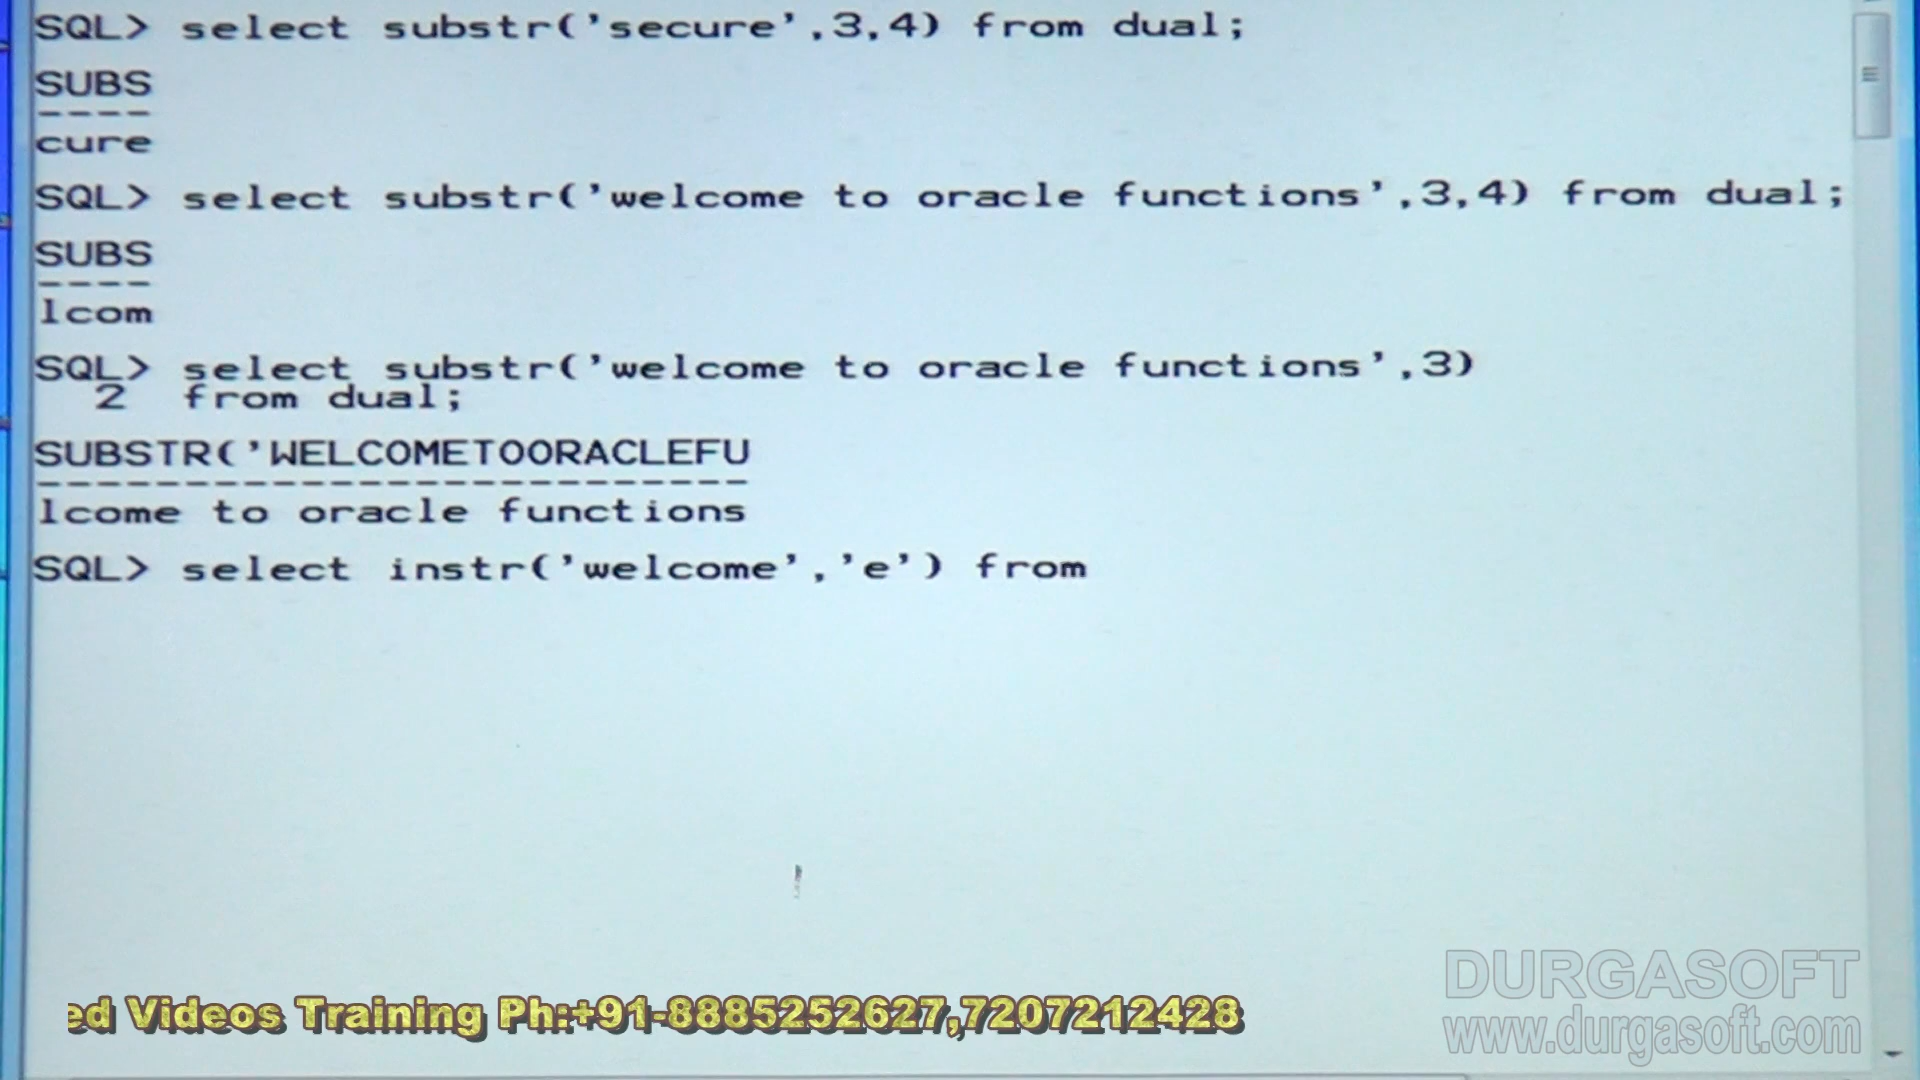 SQL> select substr('secure',3,4) from dual;
SUBS
----
cure
SQL> select substr('welcome to oracle functions',3,4) from dual;
SUBS
----
lcom
SQL> select substr('welcome to oracle functions',3)
2 from dual;
SUBSTR('WELCOMETOORACLEFU
-------------------------
lcome to oracle functions
SQL> select instr('welcome','e') from
DURGASOFT
ed Videos Training Ph:+91-8885252627,7207212428
www.durgasoft.com